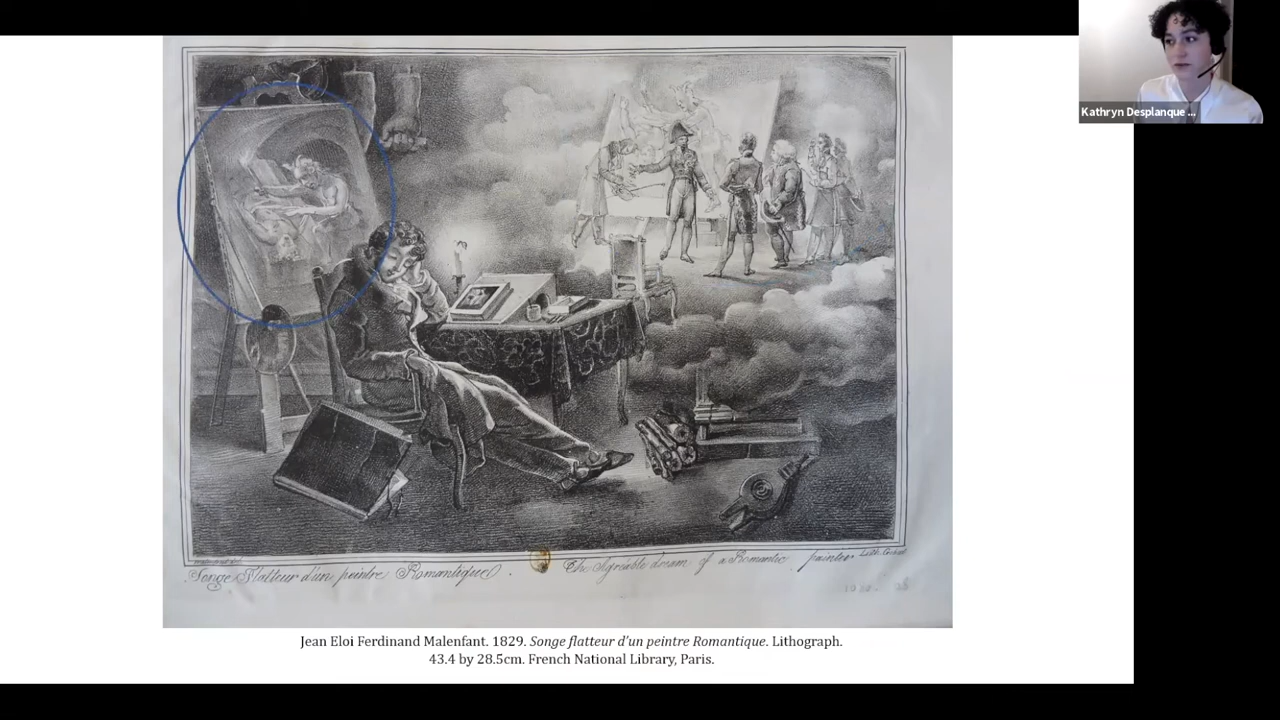 Kathryn Desplanque ...
Songe Flatteur d'un peintre Romantique. The Agreable dream of a Romantic painter.
Jean Eloi Ferdinand Malenfant. 1829. Songe flatteur d'un peintre Romantique. Lithograph.
43.4 by 28.5cm. French National Library, Paris.